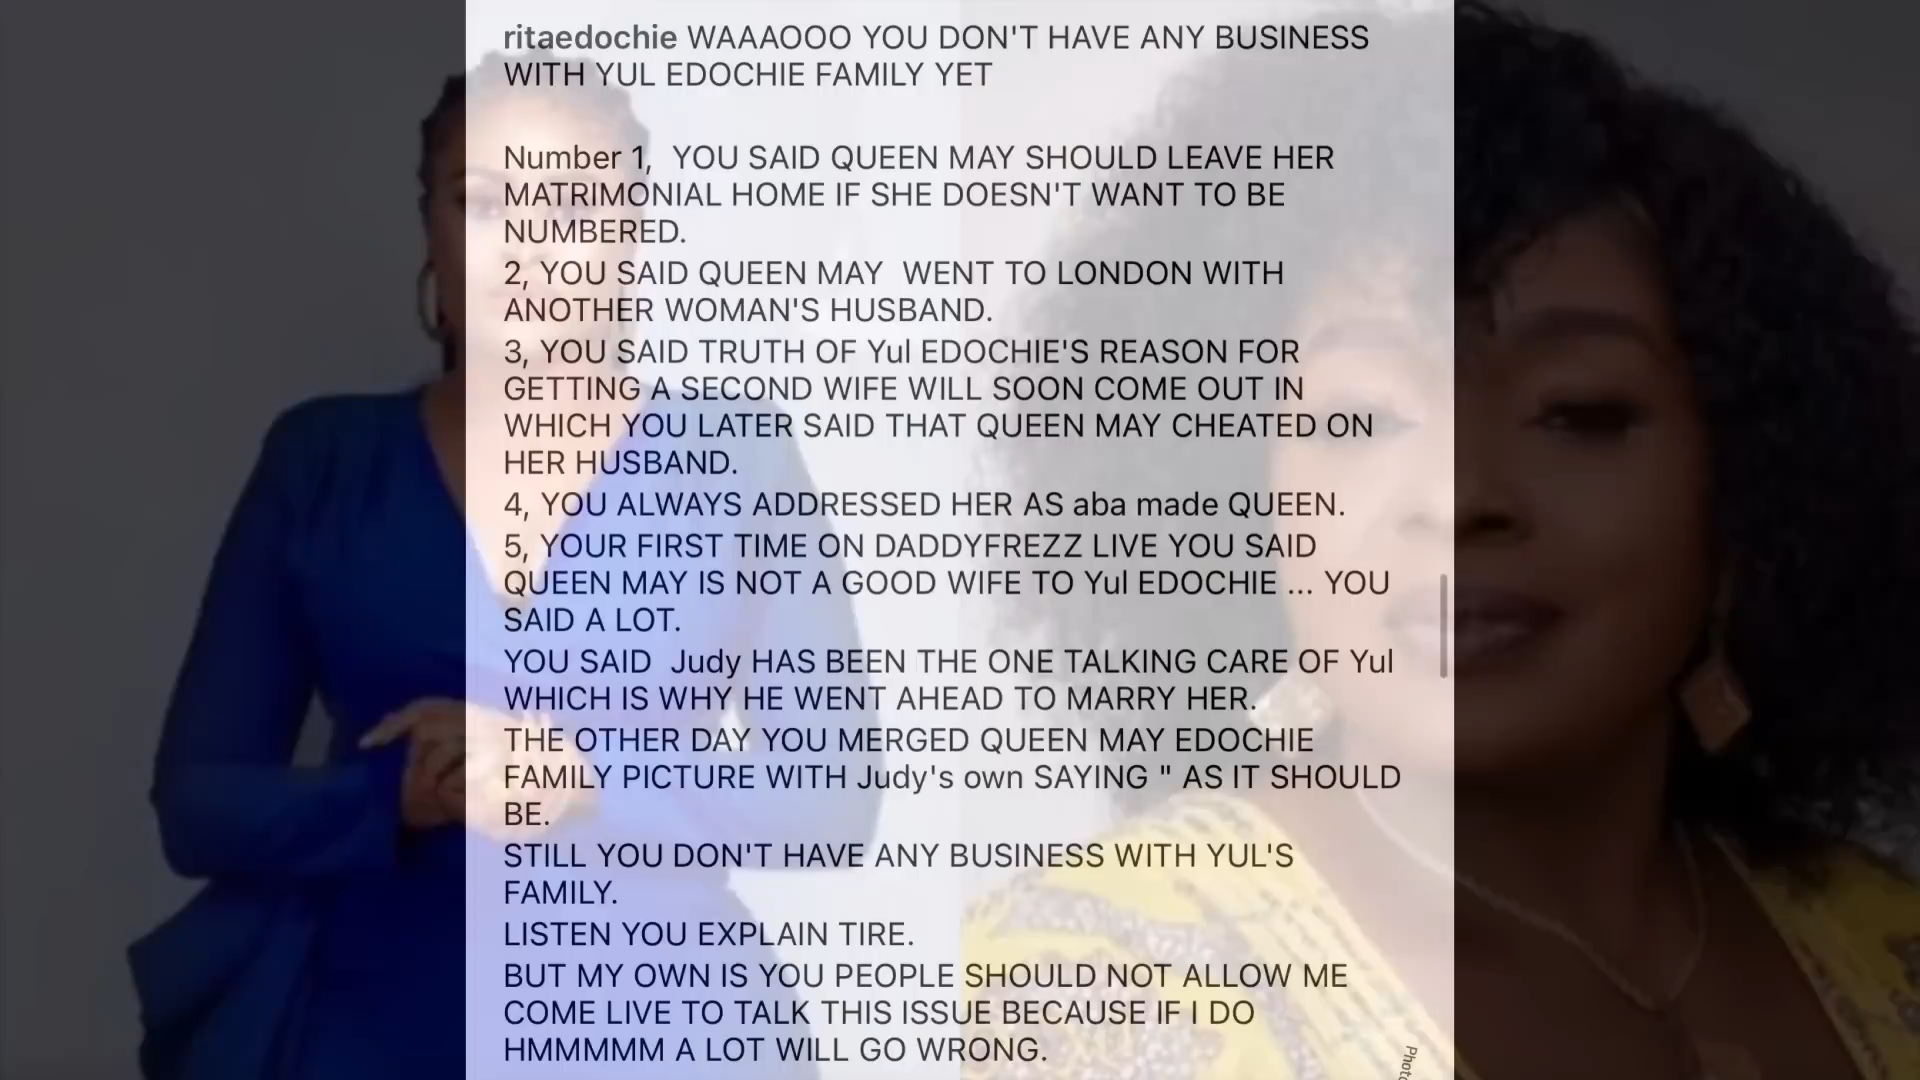 ritaedochie WAAAOOO YOU DON'T HAVE ANY BUSINESS
WITH YUL EDOCHIE FAMILY YET
Number 1, YOU SAID QUEEN MAY SHOULD LEAVE HER
MATRIMONIAL HOME IF SHE DOESN'T WANT TO BE
NUMBERED.
2, YOU SAID QUEEN MAY WENT TO LONDON WITH
ANOTHER WOMAN'S HUSBAND.
3, YOU SAID TRUTH OF Yul EDOCHIE'S REASON FOR
GETTING A SECOND WIFE WILL SOON COME OUT IN
WHICH YOU LATER SAID THAT QUEEN MAY CHEATED ON
HER HUSBAND.
4, YOU ALWAYS ADDRESSED HER AS aba made QUEEN.
5, YOUR FIRST TIME ON DADDYFREZZ LIVE YOU SAID
QUEEN MAY IS NOT A GOOD WIFE TO Yul EDOCHIE ... YOU
SAID A LOT.
YOU SAID Judy HAS BEEN THE ONE TALKING CARE OF Yul
WHICH IS WHY HE WENT AHEAD TO MARRY HER.
THE OTHER DAY YOU MERGED QUEEN MAY EDOCHIE
FAMILY PICTURE WITH Judy's own SAYING " AS IT SHOULD
BE.
STILL YOU DON'T HAVE ANY BUSINESS WITH YUL'S
FAMILY.
LISTEN YOU EXPLAIN TIRE.
BUT MY OWN IS YOU PEOPLE SHOULD NOT ALLOW ME
COME LIVE TO TALK THIS ISSUE BECAUSE IF I DO
HMMMMM A LOT WILL GO WRONG.